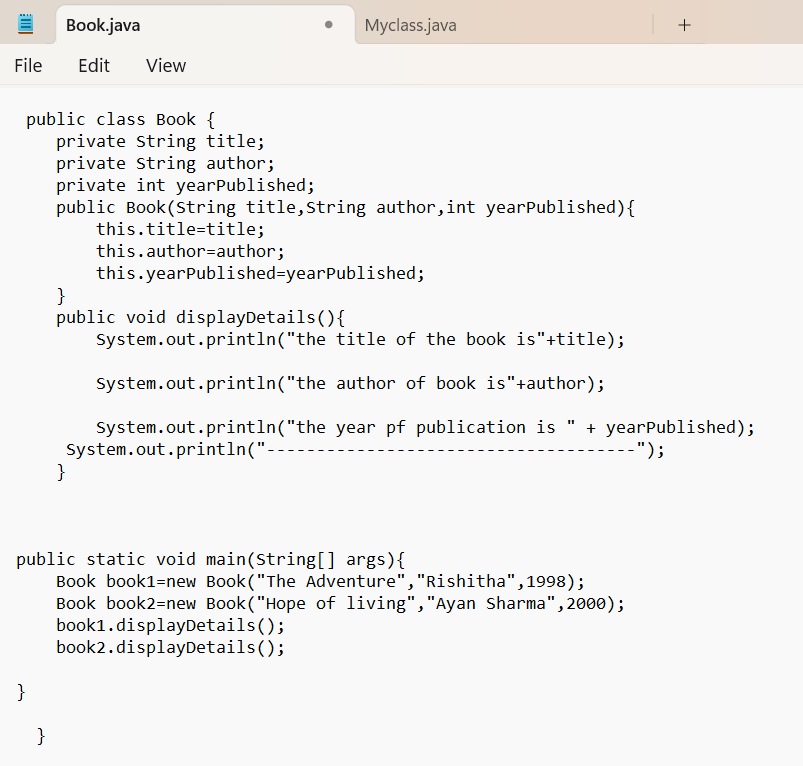 Book.java
Myclass.java
File Edit View
public class Book {
private String title;
private String author;
private int yearPublished;
public Book(String title,String author,int yearPublished){
this.title=title;
this.author=author;
this.yearPublished=yearPublished;
}
public void displayDetails(){
System.out.println("the title of the book is"+title);
System.out.println("the author of book is"+author);
System.out.println("the year pf publication is " + yearPublished);
System.out.println("-------------------------------------");
}
public static void main(String[] args){
Book book1=new Book("The Adventure","Rishitha",1998);
Book book2=new Book("Hope of living","Ayan Sharma",2000);
book1.displayDetails();
book2.displayDetails();
}
}